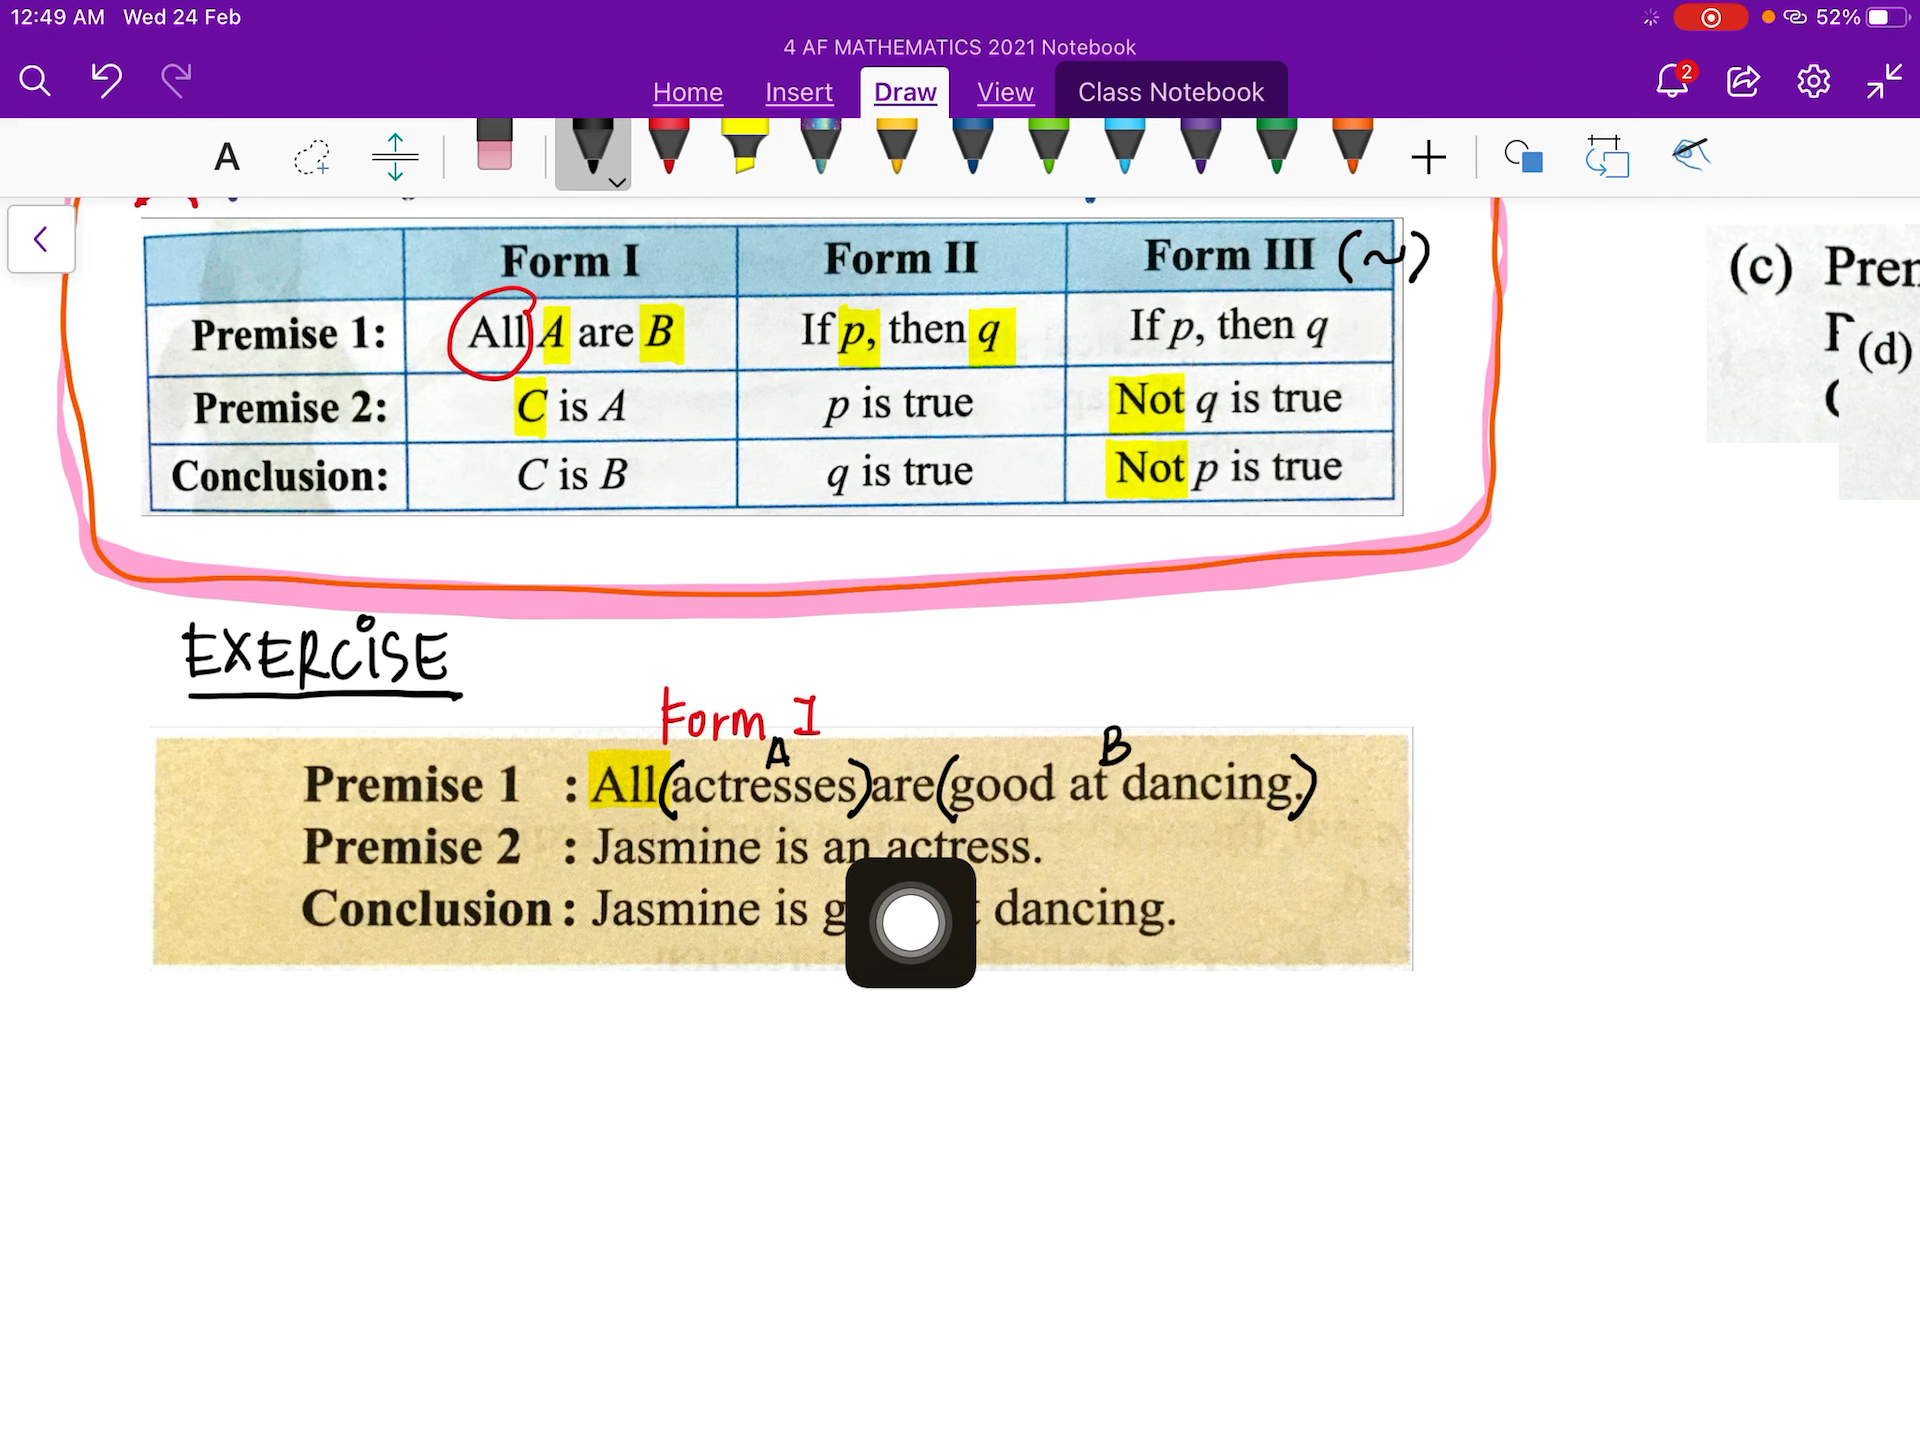 12:49 AM Wed 24 Feb
52%
4 AF MATHEMATICS 2021 Notebook
Home Insert Draw View Class Notebook
2
A
Form I Form II Form III (~)
Premise 1: All A are B If p, then q If p, then q
Premise 2: C is A p is true Not q is true
Conclusion: C is B q is true Not p is true
(c)
(d)
EXERCISE
Form I
A B
Premise 1 : All (actresses) are (good at dancing.)
Premise 2 : Jasmine is an actress.
Conclusion : Jasmine is dancing.